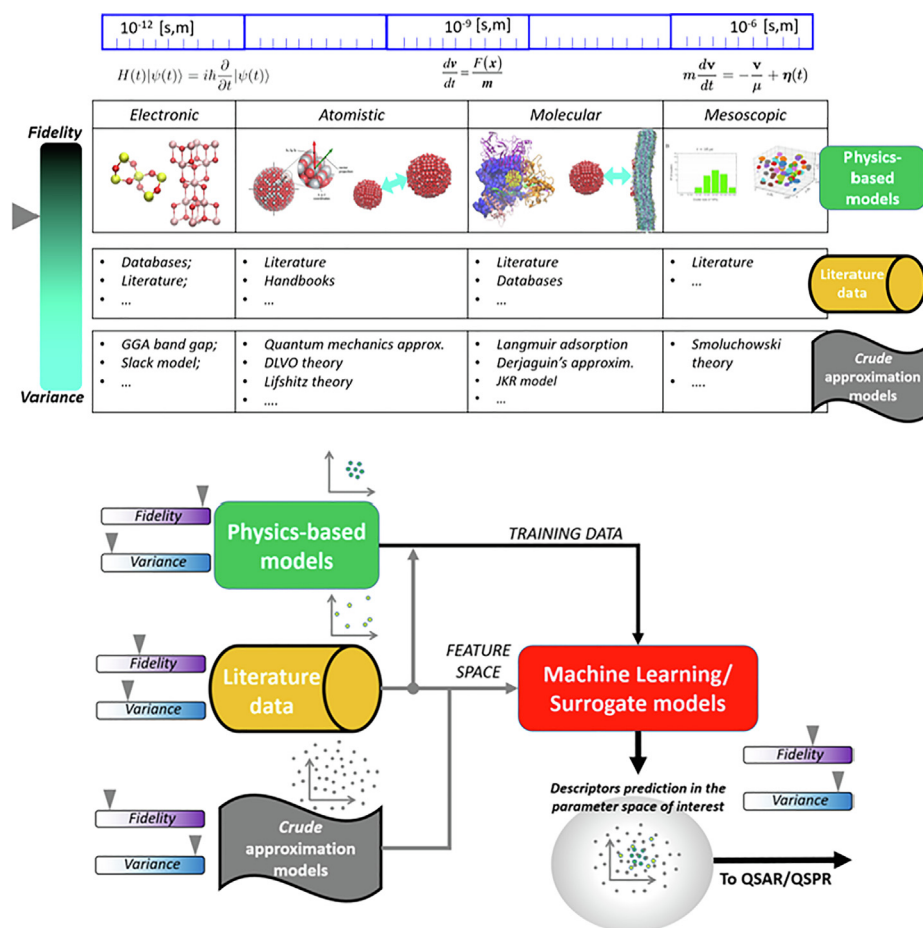 10-12 [s,m]
10-9 [s,m]
10-6 [s,m]
H(t)|ψ(t)⟩ = iħ ∂/∂t |ψ(t)⟩
dv/dt = F(x)/m
m dv/dt = − v/μ + η(t)
Fidelity
Variance
Electronic
Atomistic
Molecular
Mesoscopic
Physics-based
models
• Databases;
• Literature;
• ...
• Literature
• Handbooks
• ...
• Literature
• Databases
• ...
• Literature
• ...
Literature
data
• GGA band gap;
• Slack model;
• ...
• Quantum mechanics approx.
• DLVO theory
• Lifshitz theory
• ....
• Langmuir adsorption
• Derjaguin's approxim.
• JKR model
• ...
• Smoluchowski
theory
• ....
Crude
approximation
models
Fidelity
Variance
Physics-based
models
TRAINING DATA
Fidelity
Variance
Literature
data
FEATURE
SPACE
Machine Learning/
Surrogate models
Fidelity
Variance
Crude
approximation
models
Descriptors prediction in the
parameter space of interest
Fidelity
Variance
To QSAR/QSPR